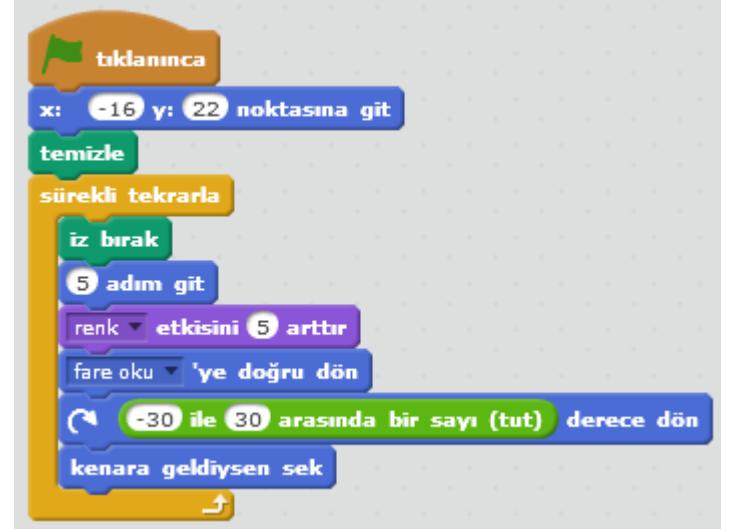 tıklanınca
x: -16 y: 22 noktasına git
temizle
sürekli tekrarla
iz bırak
5 adım git
renk etkisini 5 arttır
fare oku 'ye doğru dön
-30 ile 30 arasında bir sayı (tut) derece dön
kenara geldiysen sek